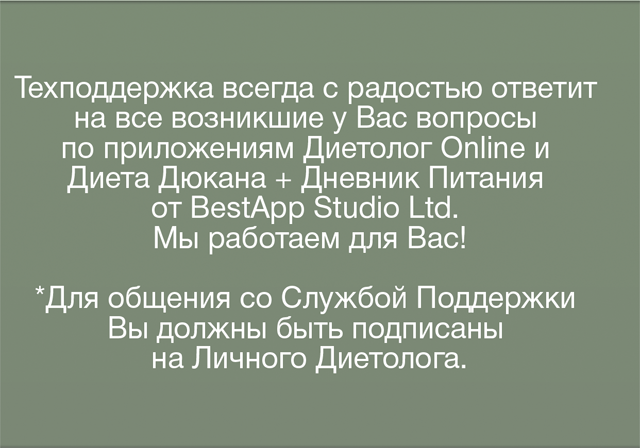 Техподдержка всегда с радостью ответит
на все возникшие у Вас вопросы
по приложениям Диетолог Online и
Диета Дюкана + Дневник Питания
от BestApp Studio Ltd.
Мы работаем для Вас!
*Для общения со Службой Поддержки
Вы должны быть подписаны
на Личного Диетолога.